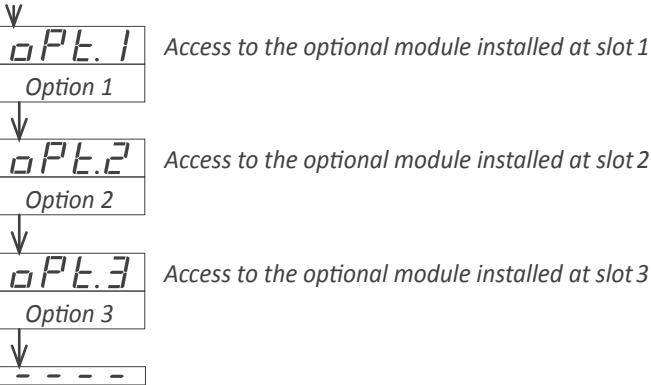 oPt.1 Access to the optional module installed at slot 1
Option 1
oPt.2 Access to the optional module installed at slot 2
Option 2
oPt.3 Access to the optional module installed at slot 3
Option 3
- - - -